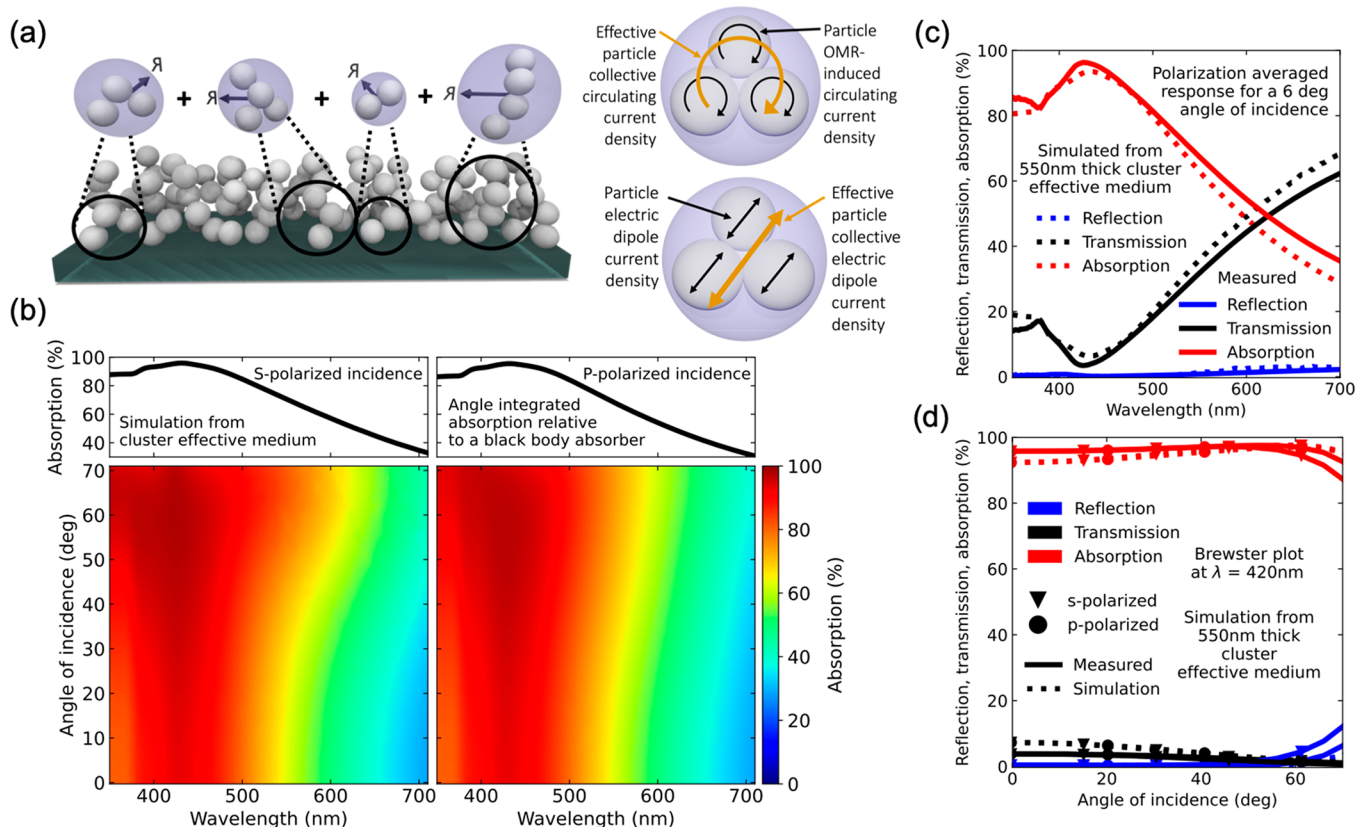 (a)
Я
+
Я
+
Я
+
Я
Effective
particle
collective
circulating
current
density
Particle
OMR-
induced
circulating
current
density
Particle
electric
dipole
current
density
Effective
particle
collective
electric
dipole
current
density
(b)
Absorption (%)
100
80
60
40
S-polarized incidence
Simulation from
cluster effective medium
P-polarized incidence
Angle integrated
absorption relative
to a black body absorber
Angle of incidence (deg)
70
60
50
40
30
20
10
0
400
500
600
700
Wavelength (nm)
400
500
600
700
Wavelength (nm)
100
80
60
40
20
0
Absorption (%)
(c)
Reflection, transmission, absorption (%)
100
80
60
40
20
0
Polarization averaged
response for a 6 deg
angle of incidence
Simulated from
550nm thick cluster
effective medium
Reflection
Transmission
Absorption
Measured
Reflection
Transmission
Absorption
400
500
600
700
Wavelength (nm)
(d)
Reflection, transmission, absorption (%)
100
80
60
40
20
0
Reflection
Transmission
Absorption
Brewster plot
at λ = 420nm
s-polarized
p-polarized
Simulation from
550nm thick
cluster
effective medium
Measured
Simulation
0
20
40
60
Angle of incidence (deg)